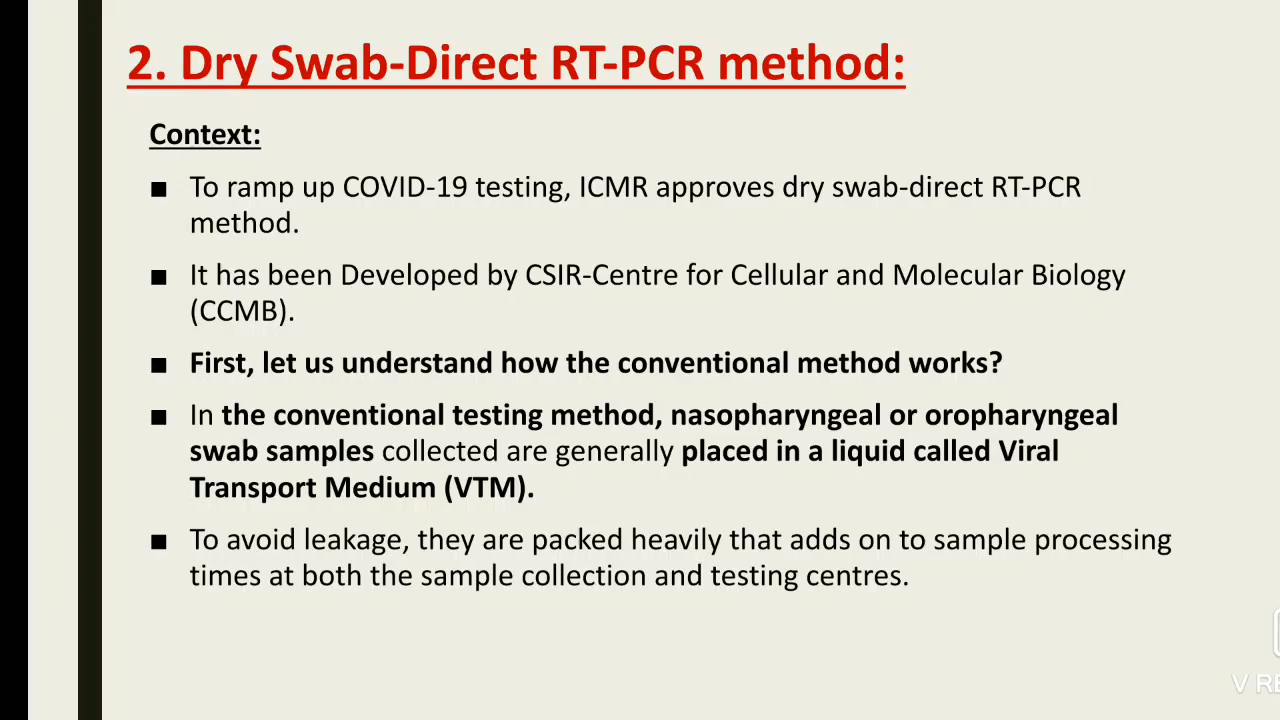 2. Dry Swab-Direct RT-PCR method:
Context:
■ To ramp up COVID-19 testing, ICMR approves dry swab-direct RT-PCR
method.
■ It has been Developed by CSIR-Centre for Cellular and Molecular Biology
(CCMB).
■ First, let us understand how the conventional method works?
■ In the conventional testing method, nasopharyngeal or oropharyngeal
swab samples collected are generally placed in a liquid called Viral
Transport Medium (VTM).
■ To avoid leakage, they are packed heavily that adds on to sample processing
times at both the sample collection and testing centres.